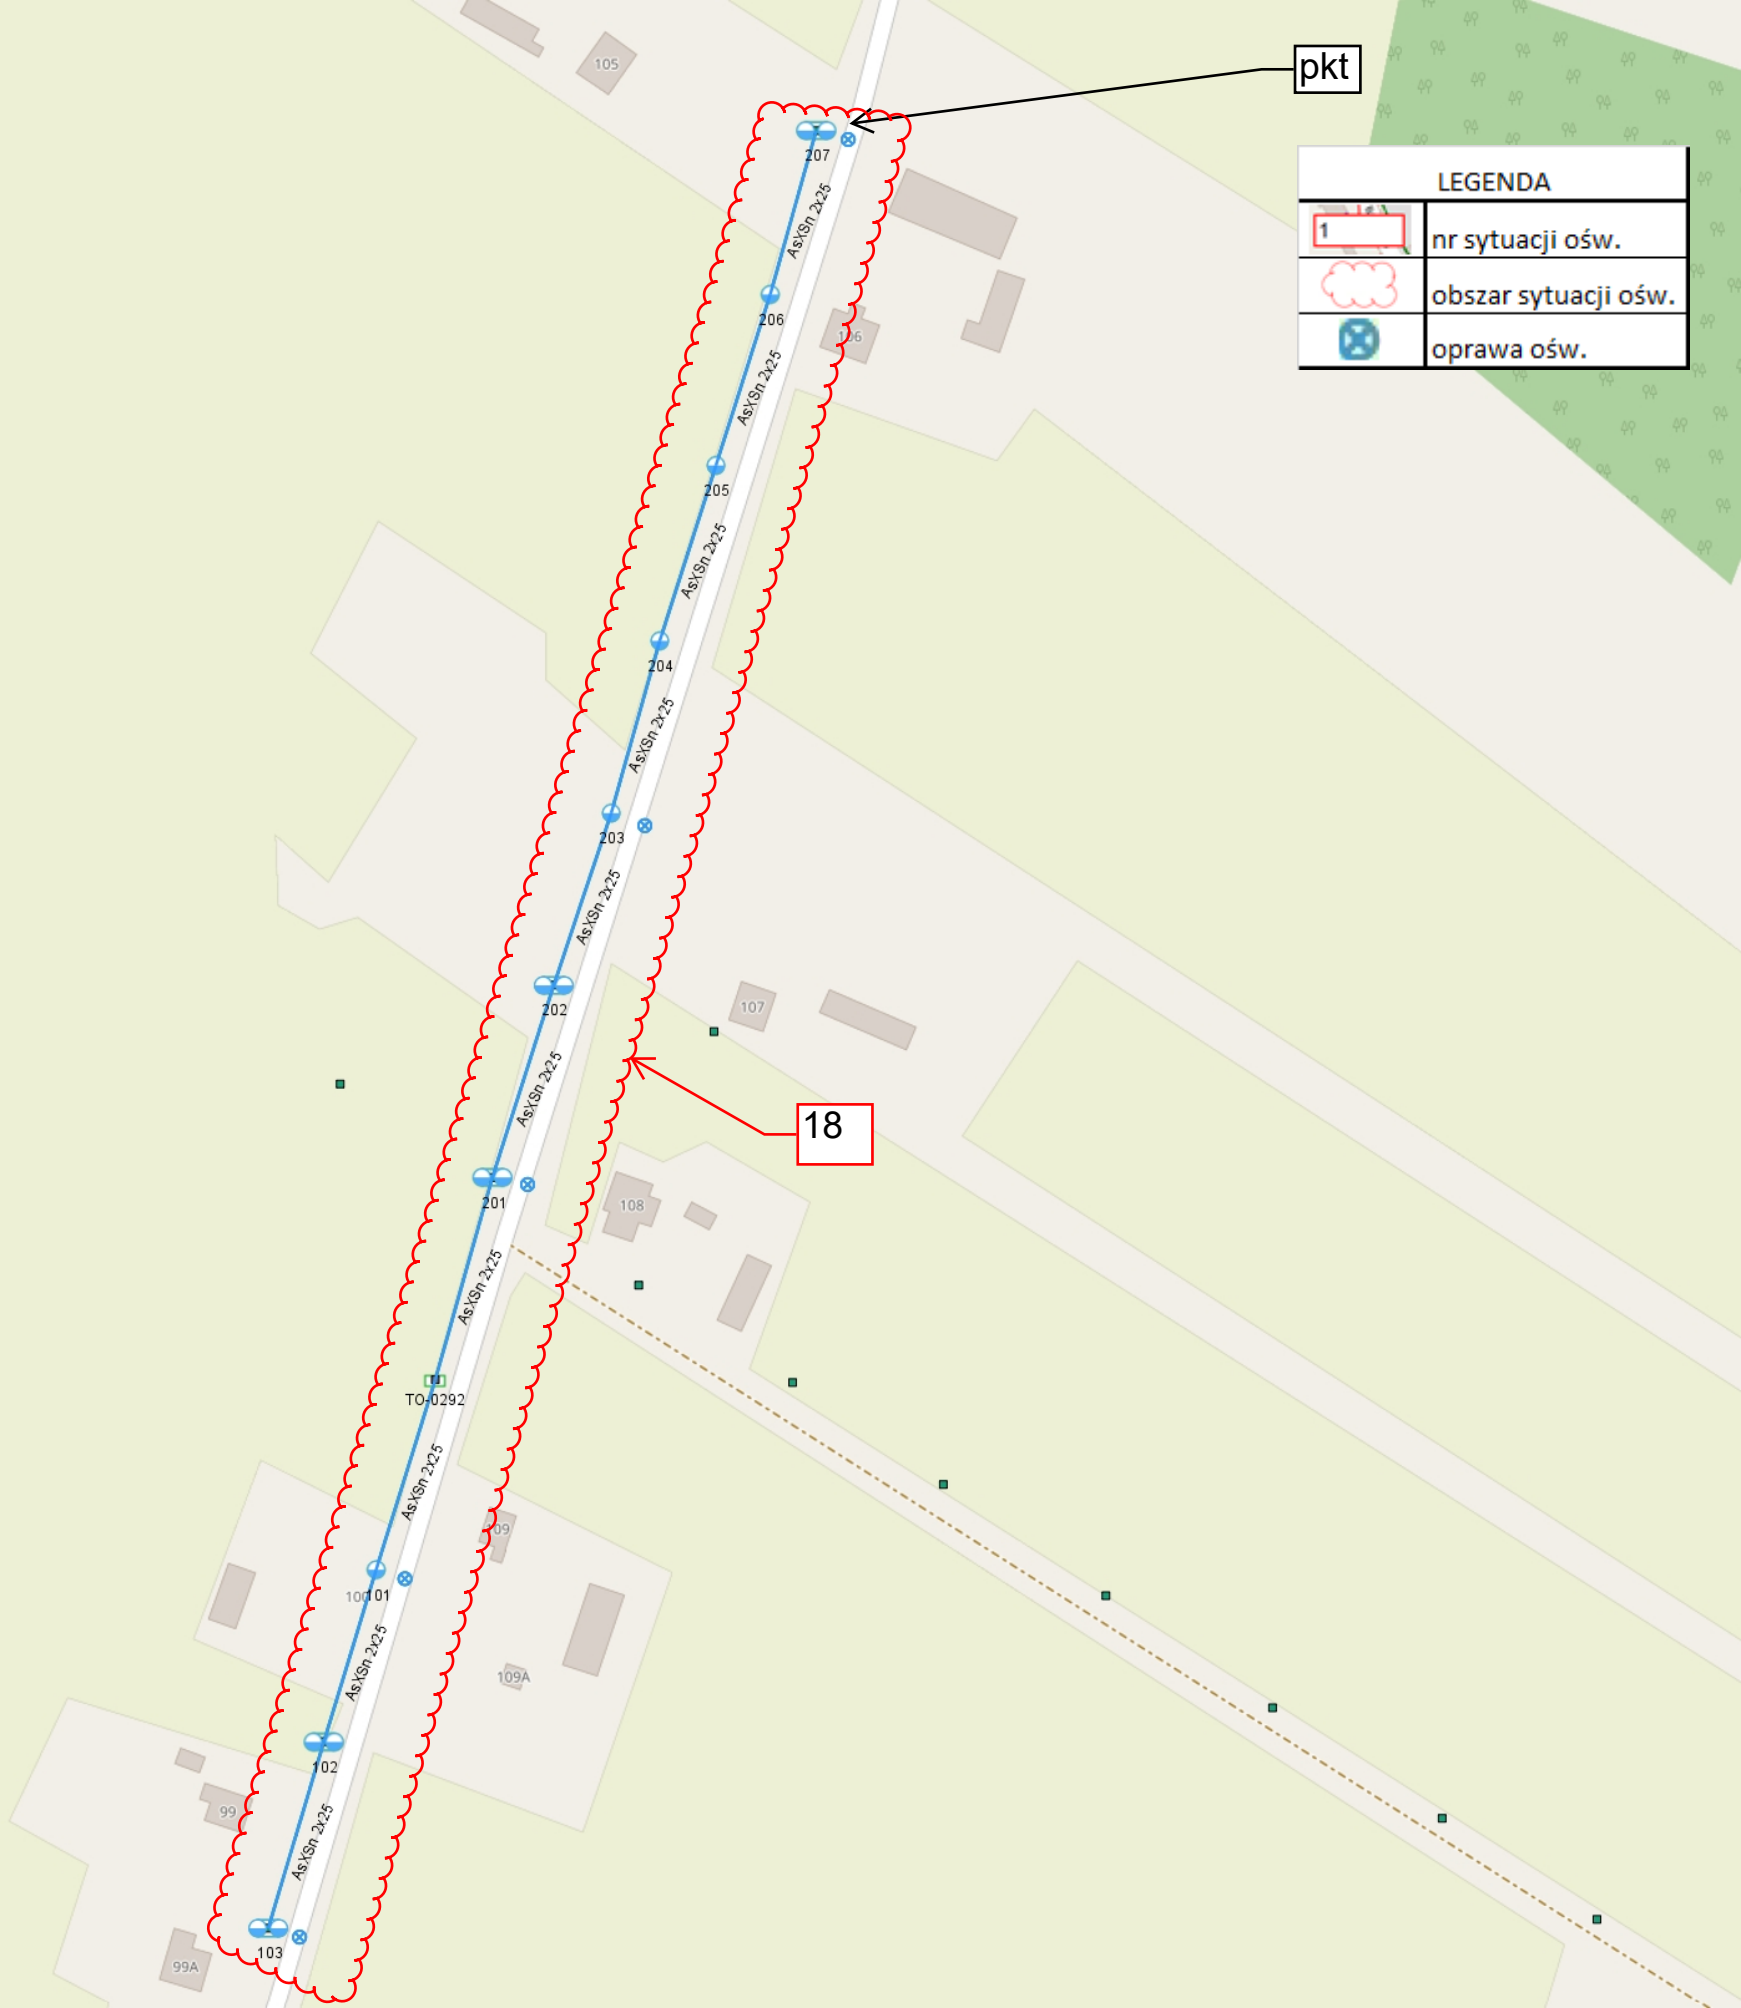 105
pkt
207
LEGENDA
1
nr sytuacji ośw.
obszar sytuacji ośw.
oprawa ośw.
AsXSn 2x25
206
106
AsXSn 2x25
205
AsXSn 2x25
204
AsXSn 2x25
203
AsXSn 2x25
202
107
AsXSn 2x25
18
201
108
AsXSn 2x25
TO-0292
AsXSn 2x25
109
100
101
AsXSn 2x25
109A
102
99
AsXSn 2x25
103
99A